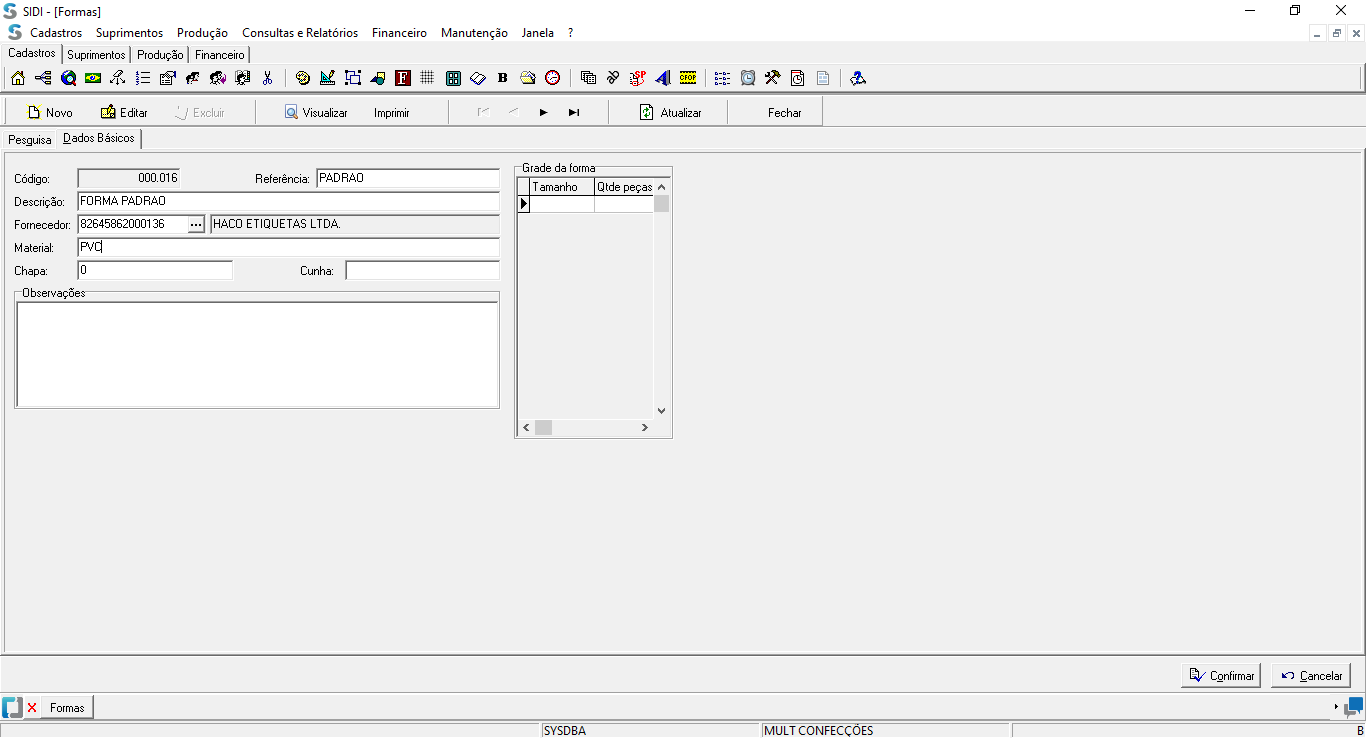 SIDI - [Formas]
Cadastros Suprimentos Produção Consultas e Relatórios Financeiro Manutenção Janela ?
Cadastros Suprimentos Produção Financeiro
F B SP CFOP
Novo Editar Excluir Visualizar Imprimir Atualizar Fechar
Pesquisa Dados Básicos
Código: 000.016 Referência: PADRAO
Descrição: FORMA PADRAO
Fornecedor: 82645862000136 ... HACO ETIQUETAS LTDA.
Material: PVC
Chapa: 0 Cunha:
Observações
Grade da forma
Tamanho Qtde peças
Confirmar Cancelar
Formas
SYSDBA MULT CONFECÇÕES B